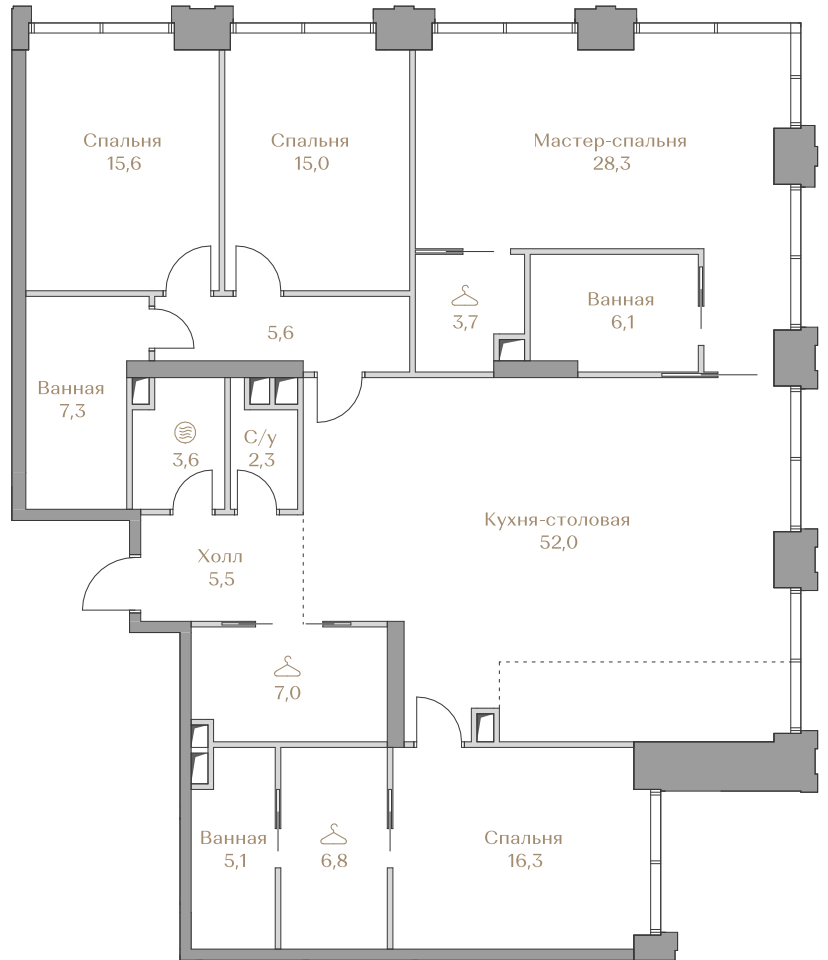 Спальня
15,6
Спальня
15,0
Мастер-спальня
28,3
3,7
Ванная
6,1
5,6
Ванная
7,3
3,6
С/у
2,3
Кухня-столовая
52,0
Холл
5,5
7,0
Ванная
5,1
6,8
Спальня
16,3